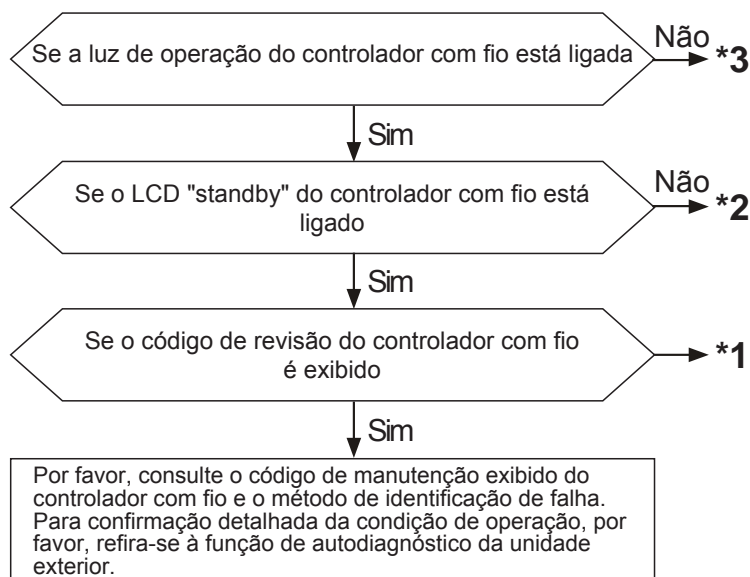 Se a luz de operação do controlador com fio está ligada
Não
*3
Sim
Se o LCD "standby" do controlador com fio está
ligado
Não
*2
Sim
Se o código de revisão do controlador com fio
é exibido
*1
Sim
Por favor, consulte o código de manutenção exibido do
controlador com fio e o método de identificação de falha.
Para confirmação detalhada da condição de operação, por
favor, refira-se à função de autodiagnóstico da unidade
exterior.